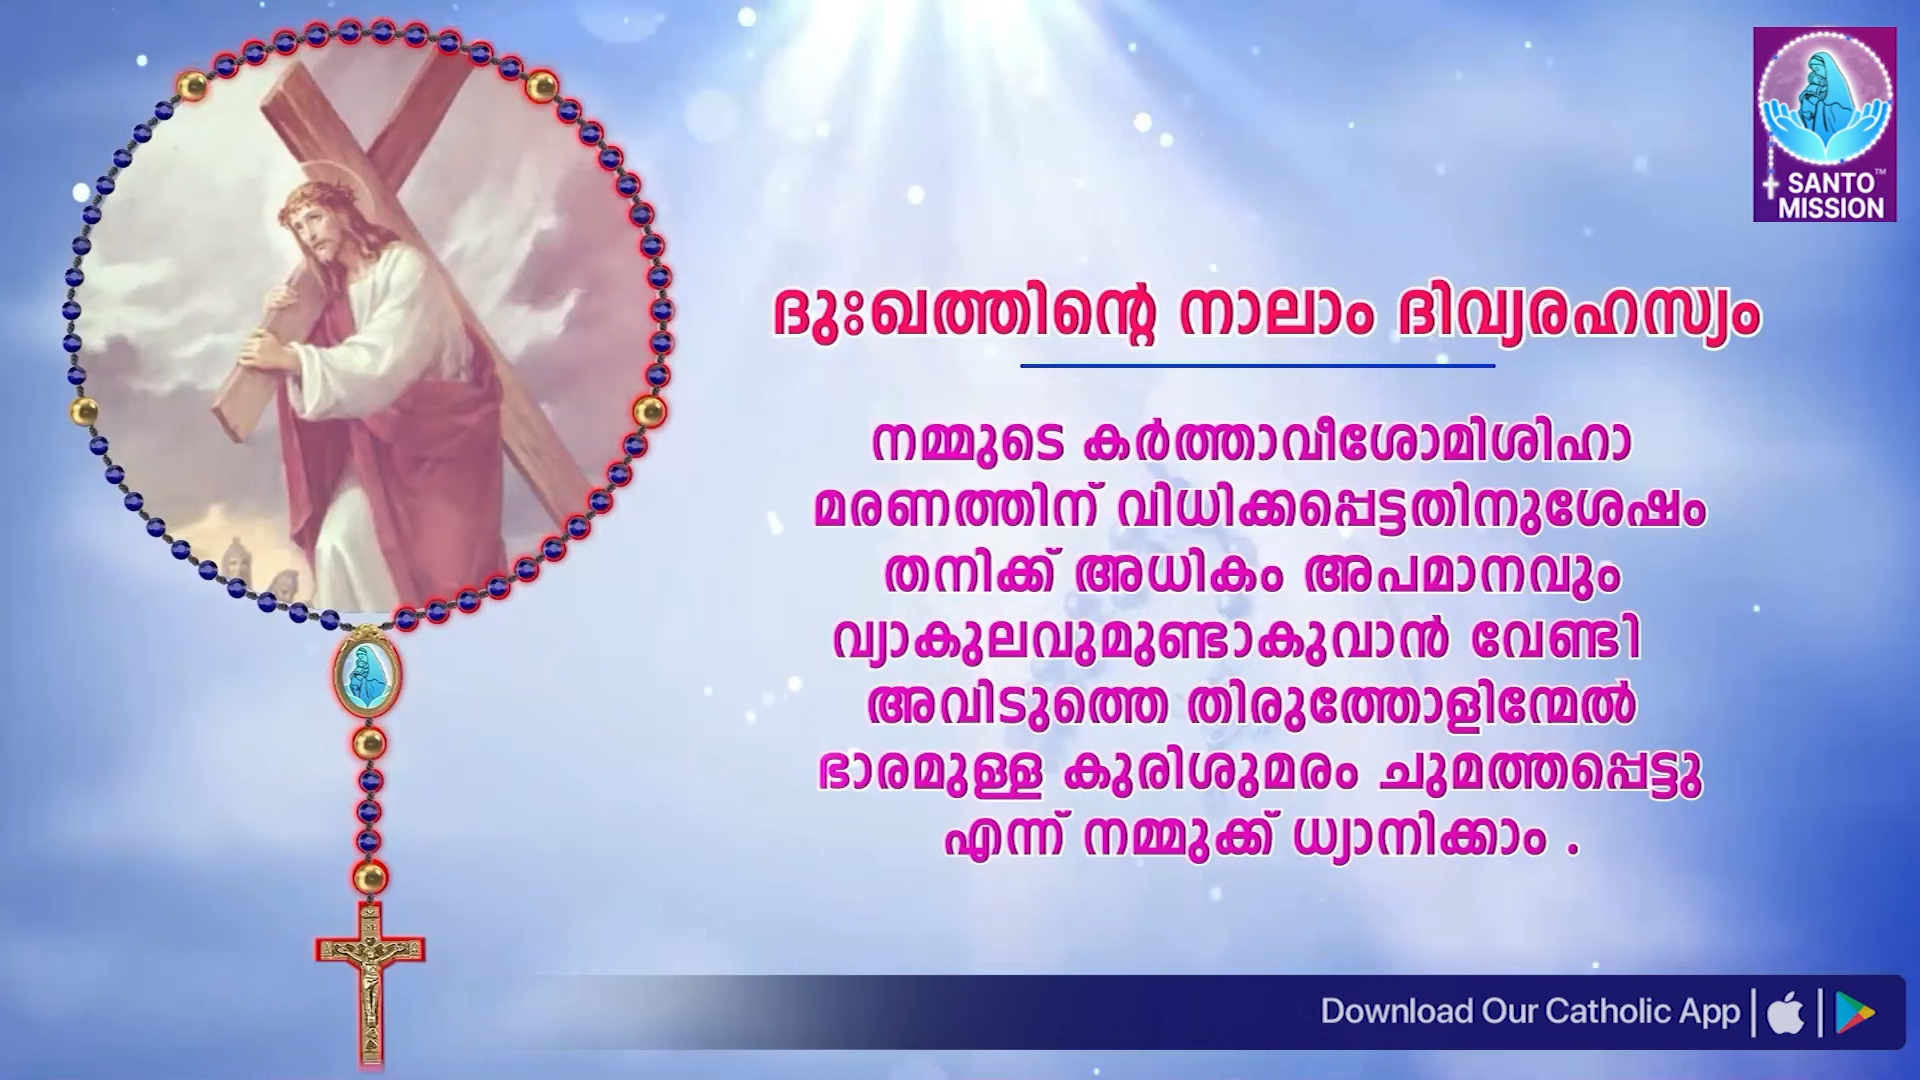 SANTO™
MISSION
ദുഃഖത്തിന്റെ നാലാം ദിവ്യരഹസ്യം
നമ്മുടെ കർത്താവീശോമിശിഹാ
മരണത്തിന് വിധിക്കപ്പെട്ടതിനുശേഷം
തനിക്ക് അധികം അപമാനവും
വ്യാകുലവുമുണ്ടാകുവാൻ വേണ്ടി
അവിടുത്തെ തിരുത്തോളിന്മേൽ
ഭാരമുള്ള കുരിശുമരം ചുമത്തപ്പെട്ടു
എന്ന് നമ്മുക്ക് ധ്യാനിക്കാം .
Download Our Catholic App